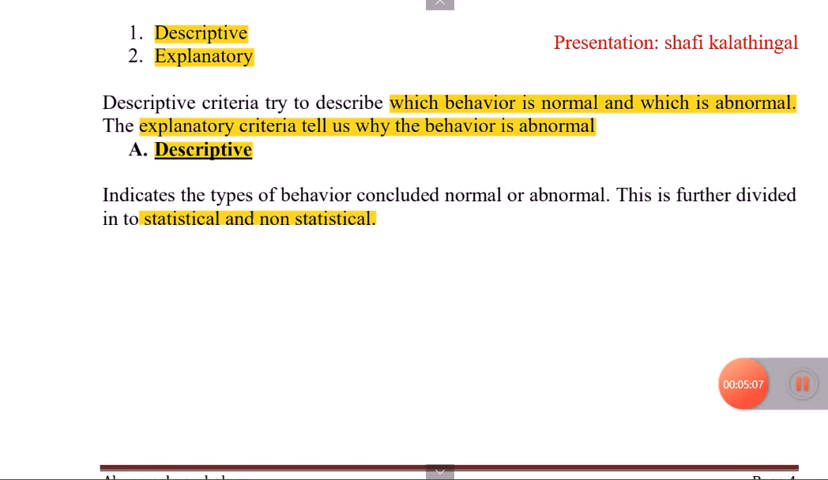 1. Descriptive
Presentation: shafi kalathingal
2. Explanatory
Descriptive criteria try to describe which behavior is normal and which is abnormal.
The explanatory criteria tell us why the behavior is abnormal
A. Descriptive
Indicates the types of behavior concluded normal or abnormal. This is further divided
in to statistical and non statistical.
00:05:07